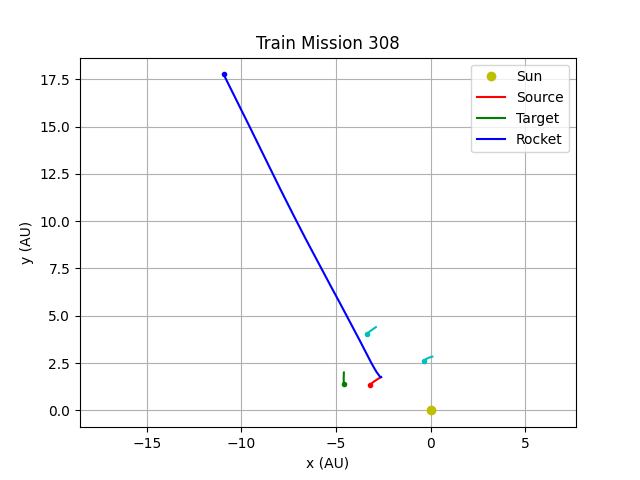 Train Mission 308
Sun
Source
Target
Rocket
17.5
15.0
12.5
10.0
7.5
5.0
2.5
0.0
y (AU)
−15
−10
−5
0
5
x (AU)